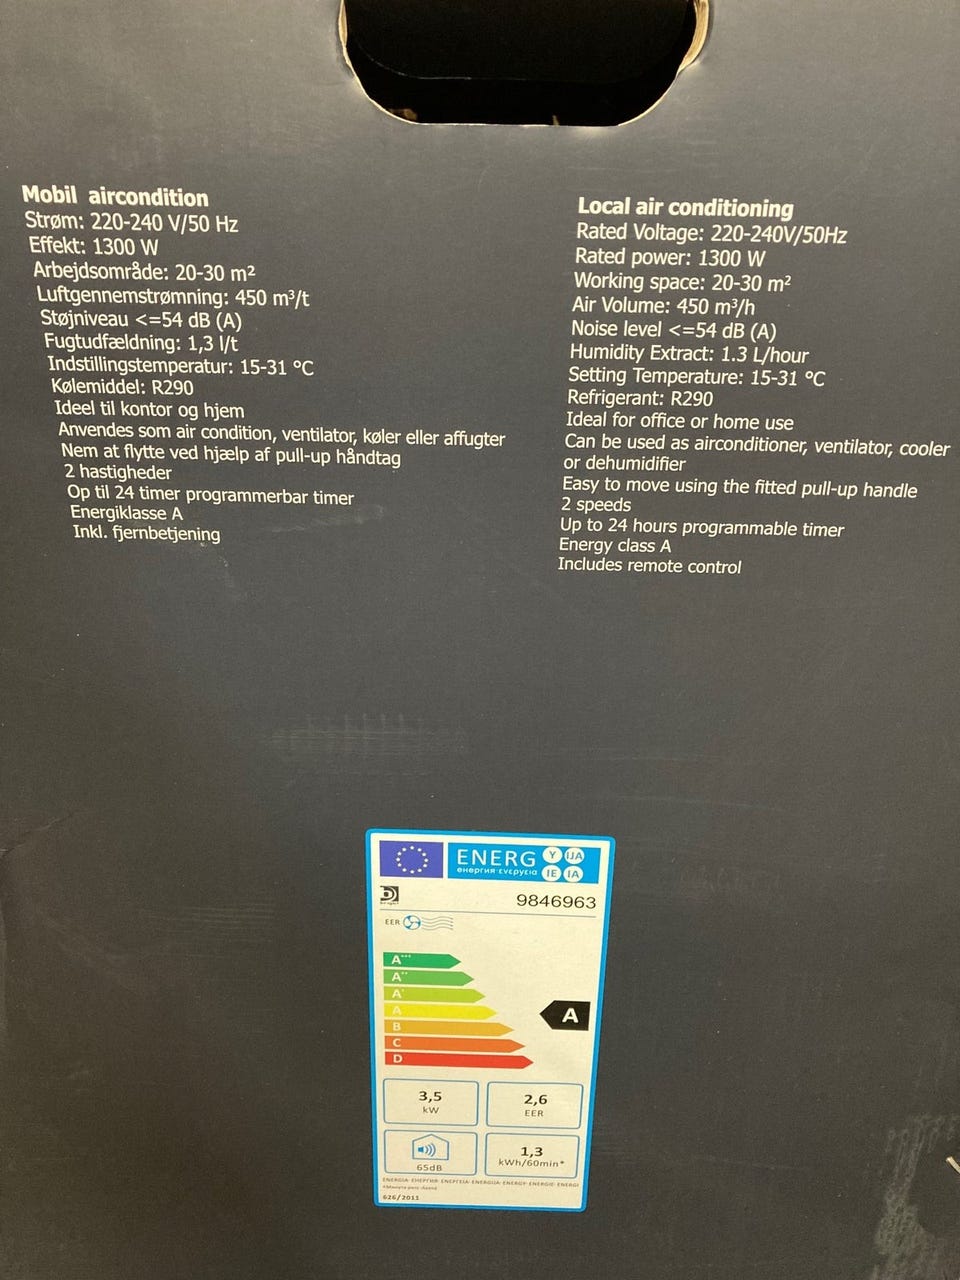 Mobil aircondition
Strøm: 220-240 V/50 Hz
Effekt: 1300 W
Arbejdsområde: 20-30 m²
Luftgennemstrømning: 450 m³/t
Støjniveau <=54 dB (A)
Fugtudfældning: 1,3 l/t
Indstillingstemperatur: 15-31 °C
Kølemiddel: R290
Ideel til kontor og hjem
Anvendes som air condition, ventilator, køler eller affugter
Nem at flytte ved hjælp af pull-up håndtag
2 hastigheder
Op til 24 timer programmerbar timer
Energiklasse A
Inkl. fjernbetjening
Local air conditioning
Rated Voltage: 220-240V/50Hz
Rated power: 1300 W
Working space: 20-30 m²
Air Volume: 450 m³/h
Noise level <=54 dB (A)
Humidity Extract: 1.3 L/hour
Setting Temperature: 15-31 °C
Refrigerant: R290
Ideal for office or home use
Can be used as airconditioner, ventilator, cooler
or dehumidifier
Easy to move using the fitted pull-up handle
2 speeds
Up to 24 hours programmable timer
Energy class A
Includes remote control
ENERG Y IJA
енергия·ενεργεια IE IA
9846963
EER
A+++
A++
A+
A
B
C
D
A
3,5
kW
2,6
EER
65dB
1,3
kWh/60min*
ENERGIA· ЕНЕРГИЯ· ΕΝΕΡΓΕΙΑ· ENERGIJA· ENERGY· ENERGIE· ENERGI
626/2011